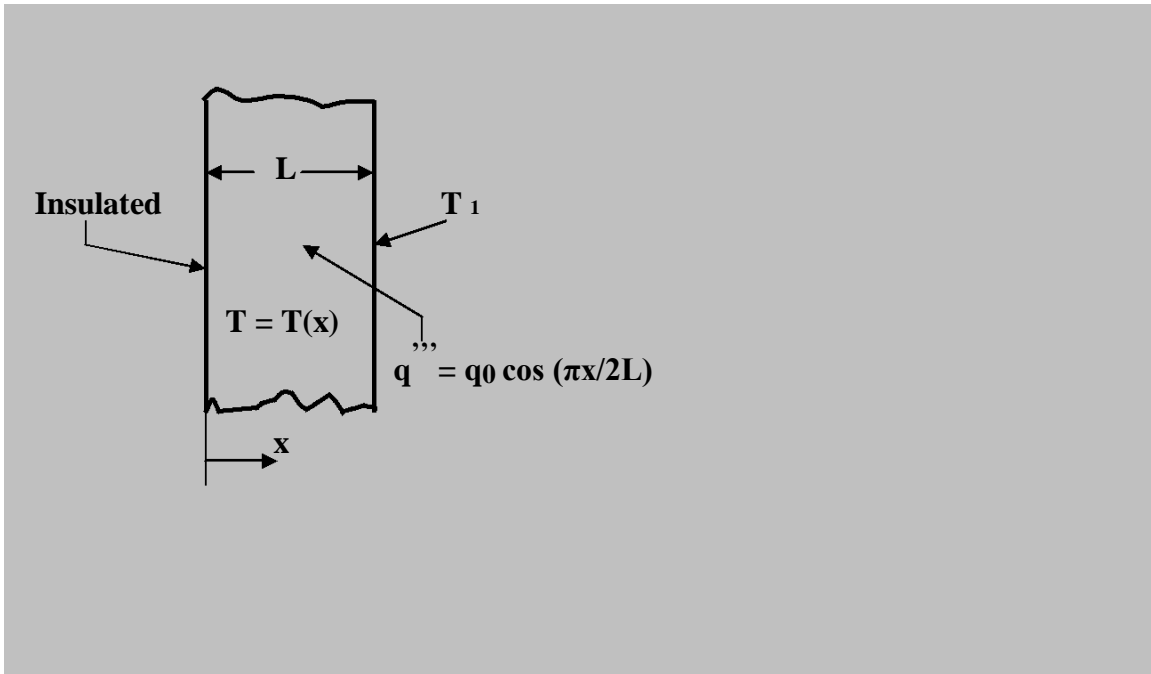 L
Insulated
T 1
T = T(x)
q''' = q0 cos (πx/2L)
x